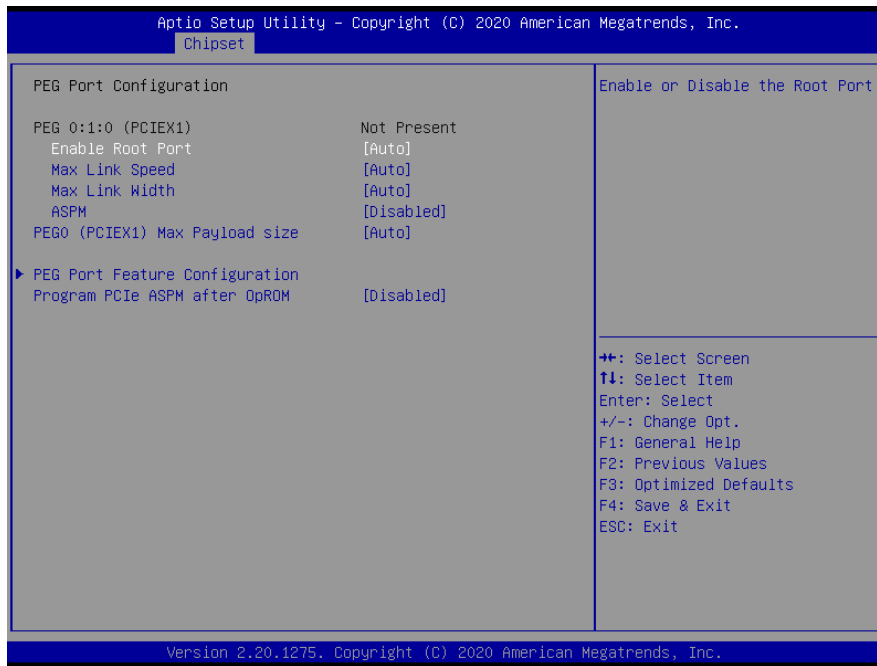 Aptio Setup Utility – Copyright (C) 2020 American Megatrends, Inc.
Chipset
PEG Port Configuration
PEG 0:1:0 (PCIEX1) Not Present
Enable Root Port [Auto]
Max Link Speed [Auto]
Max Link Width [Auto]
ASPM [Disabled]
PEG0 (PCIEX1) Max Payload size [Auto]
PEG Port Feature Configuration
Program PCIe ASPM after OpROM [Disabled]
Enable or Disable the Root Port
→←: Select Screen
↑↓: Select Item
Enter: Select
+/-: Change Opt.
F1: General Help
F2: Previous Values
F3: Optimized Defaults
F4: Save & Exit
ESC: Exit
Version 2.20.1275. Copyright (C) 2020 American Megatrends, Inc.